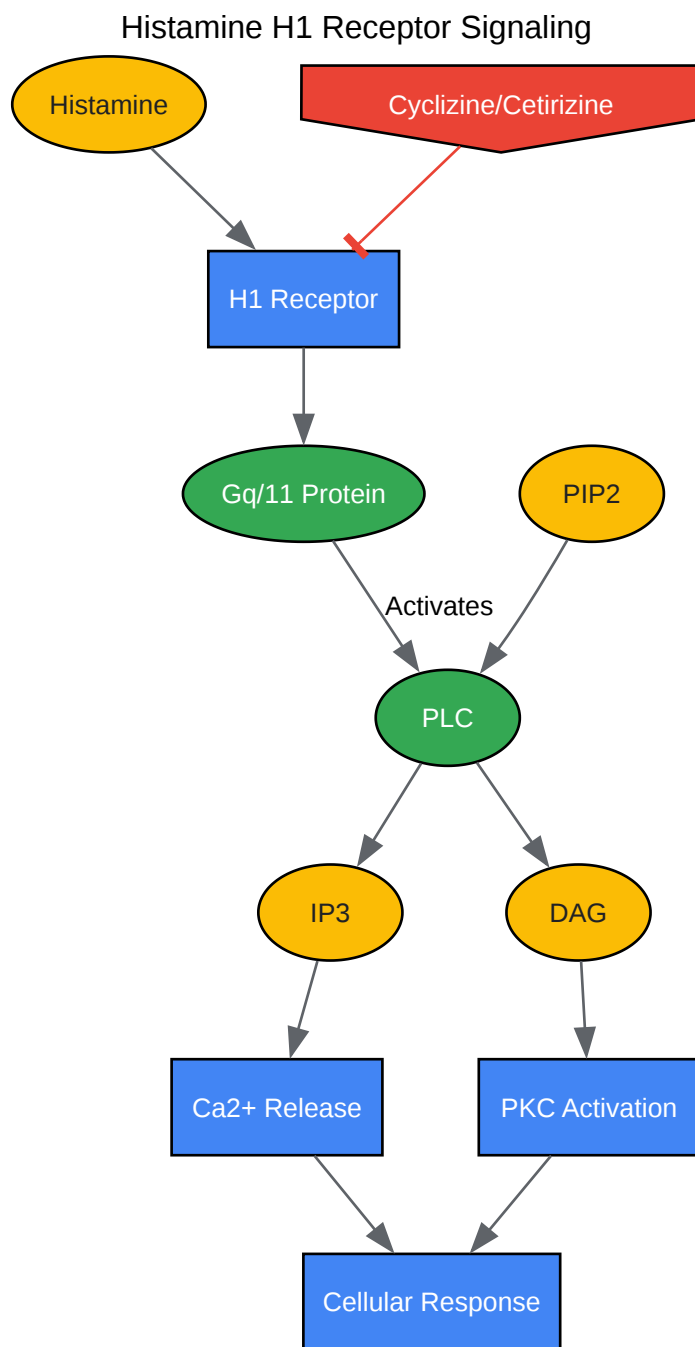 Histamine H1 Receptor Signaling
Histamine
Cyclizine/Cetirizine
H1 Receptor
Gq/11 Protein
PIP2
Activates
PLC
IP3
DAG
Ca2+ Release
PKC Activation
Cellular Response